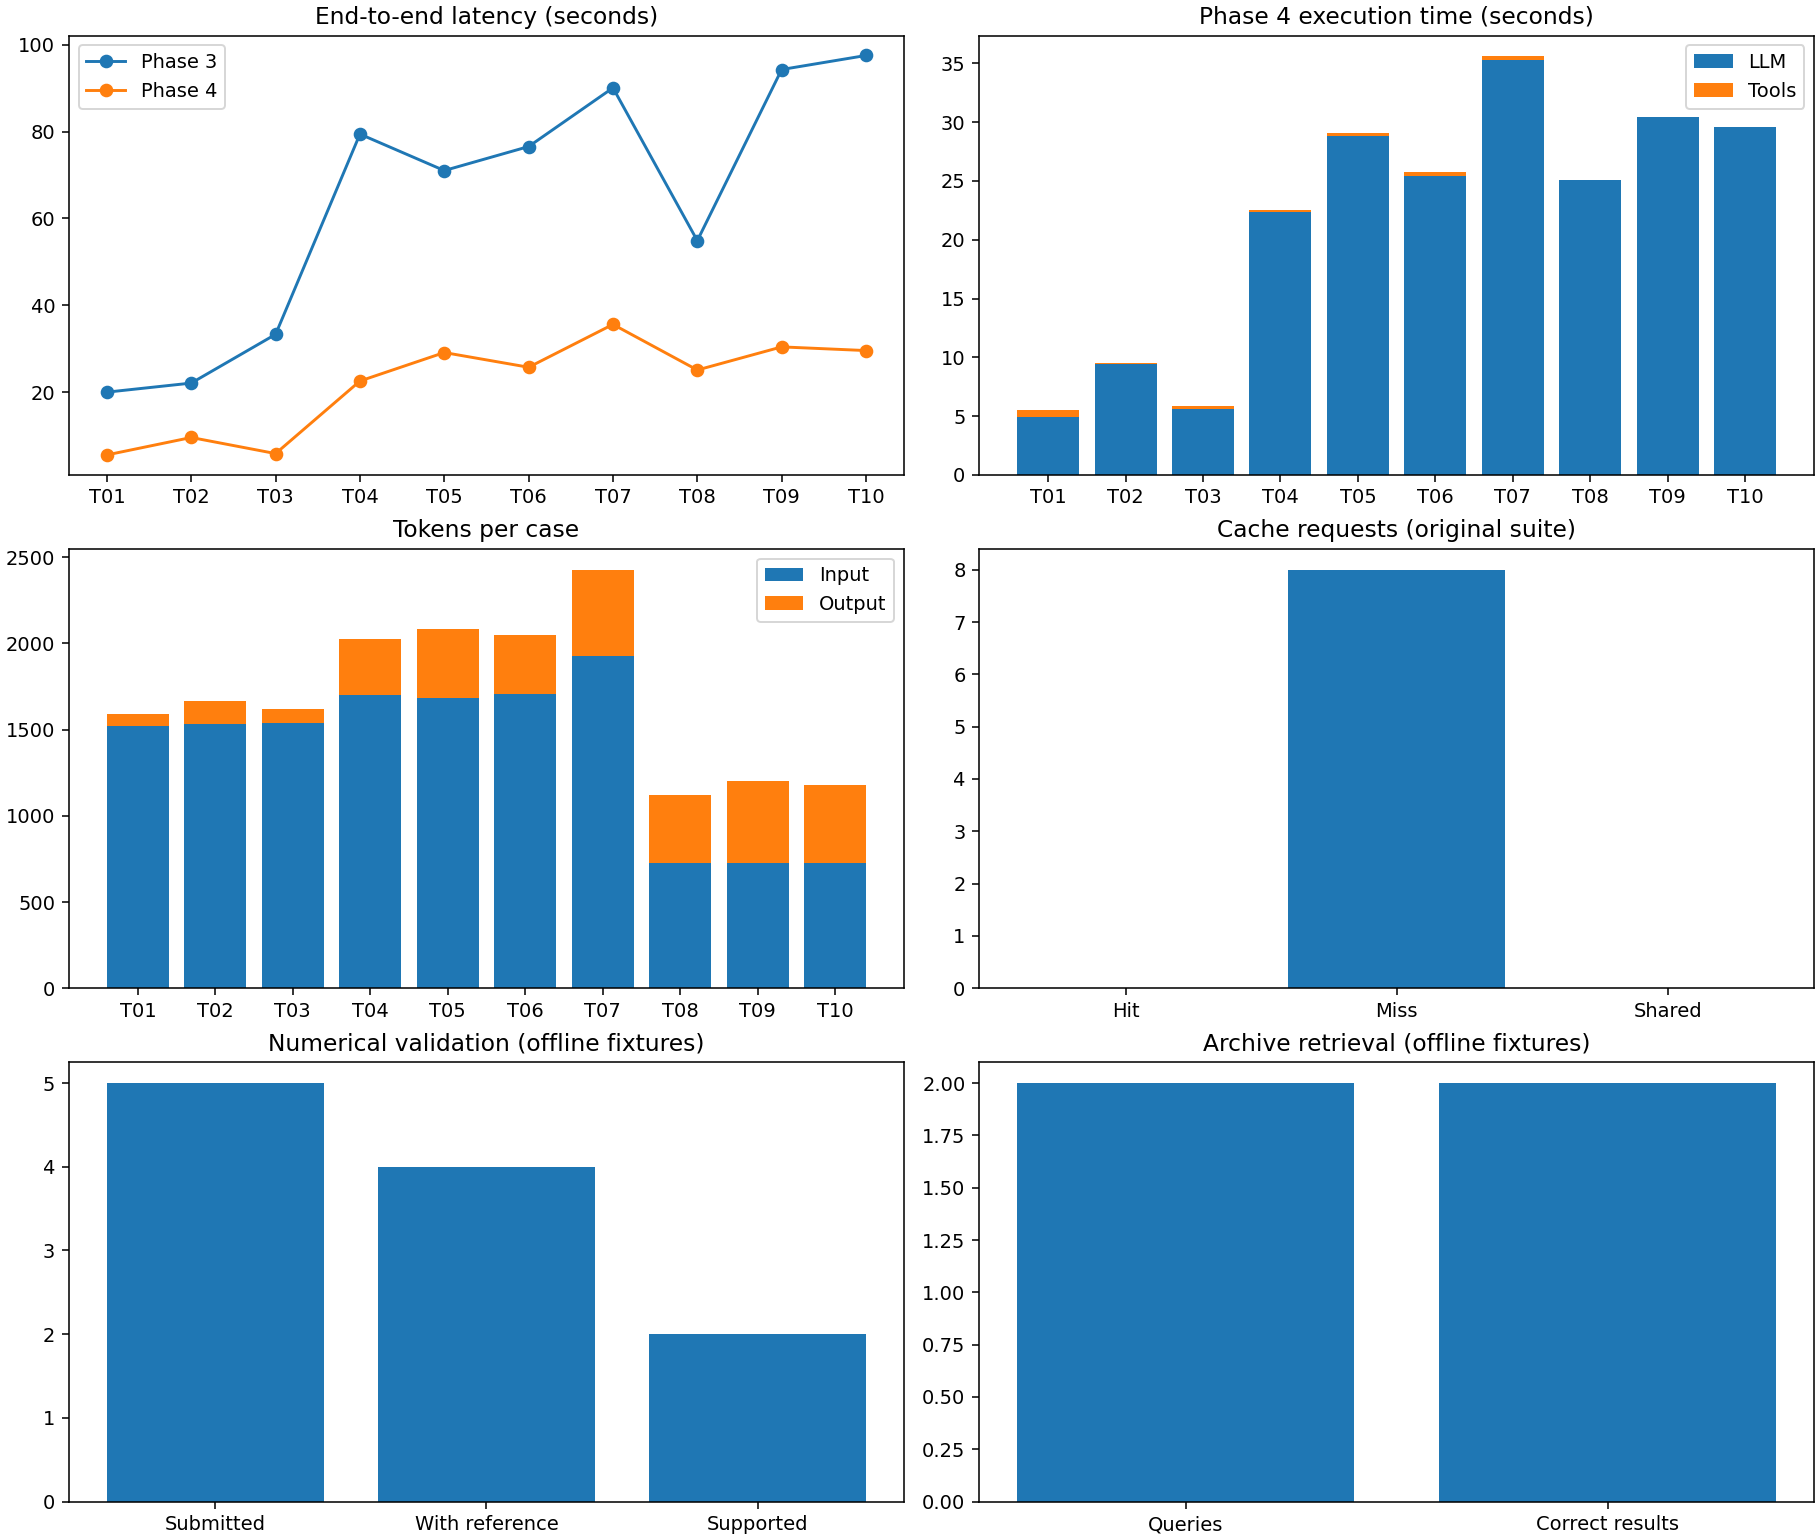 End-to-end latency (seconds)
Phase 3
Phase 4
100
80
60
40
20
T01 T02 T03 T04 T05 T06 T07 T08 T09 T10
Phase 4 execution time (seconds)
LLM
Tools
35
30
25
20
15
10
5
0
T01 T02 T03 T04 T05 T06 T07 T08 T09 T10
Tokens per case
Input
Output
2500
2000
1500
1000
500
0
T01 T02 T03 T04 T05 T06 T07 T08 T09 T10
Cache requests (original suite)
8
7
6
5
4
3
2
1
0
Hit Miss Shared
Numerical validation (offline fixtures)
5
4
3
2
1
0
Submitted With reference Supported
Archive retrieval (offline fixtures)
2.00
1.75
1.50
1.25
1.00
0.75
0.50
0.25
0.00
Queries Correct results